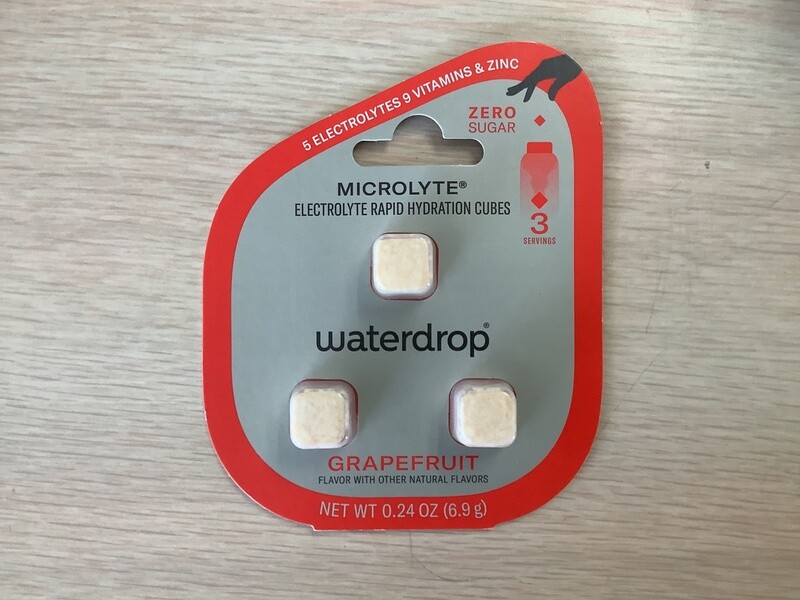 5 ELECTROLYTES 9 VITAMINS & ZINC
ZERO
SUGAR
MICROLYTE®
ELECTROLYTE RAPID HYDRATION CUBES
3
SERVINGS
waterdrop®
GRAPEFRUIT
FLAVOR WITH OTHER NATURAL FLAVORS
NET WT 0.24 OZ (6.9 g)